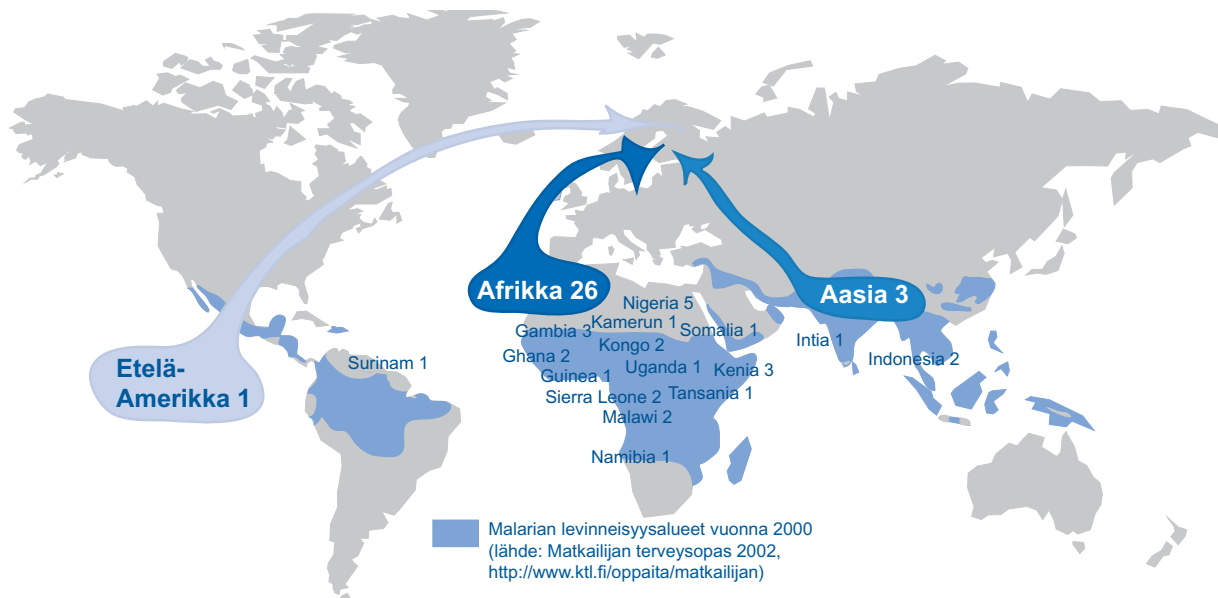 Afrikka 26
Aasia 3
Nigeria 5
Kamerun 1
Gambia 3
Somalia 1
Intia 1
Kongo 2
Ghana 2
Uganda 1
Kenia 3
Indonesia 2
Etelä-
Amerikka 1
Surinam 1
Guinea 1
Tansania 1
Sierra Leone 2
Malawi 2
Namibia 1
Malarian levinneisyysalueet vuonna 2000
(lähde: Matkailijan terveysopas 2002,
http://www.ktl.fi/oppaita/matkailijan)